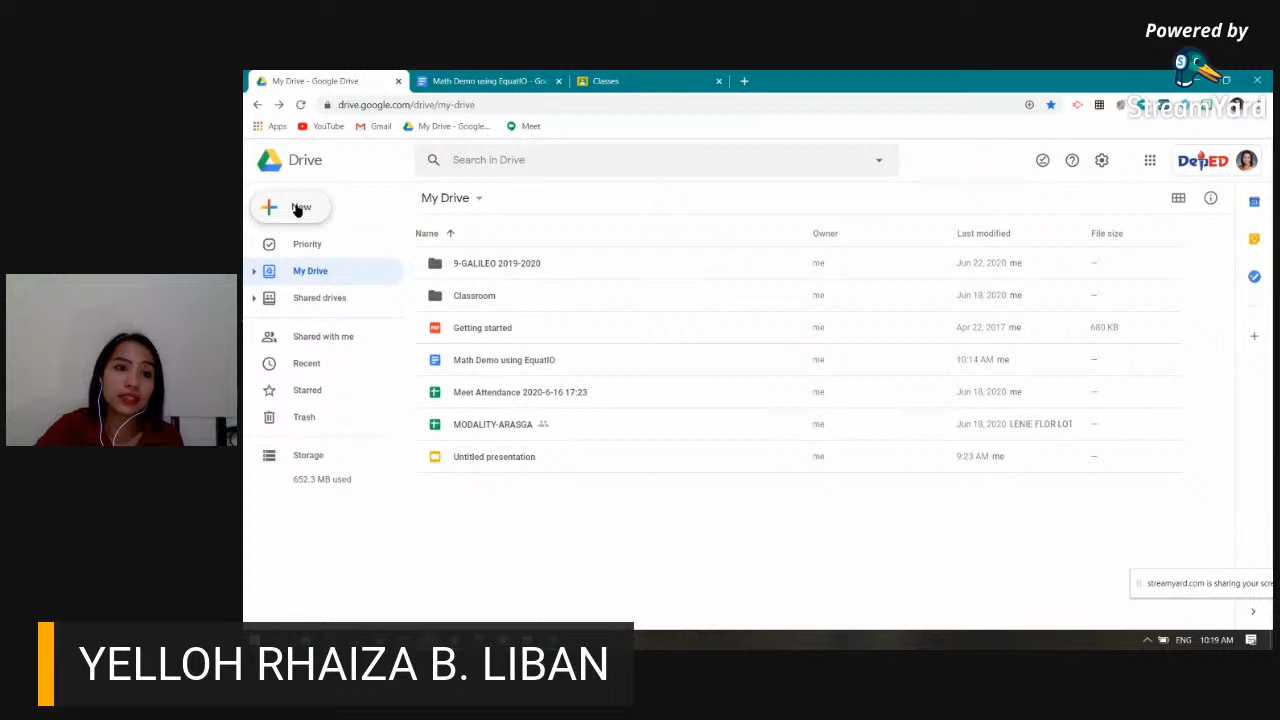 Powered by
StreamYard
My Drive - Google Drive
Math Demo using EquatIO - Goo
Classes
drive.google.com/drive/my-drive
Apps
YouTube
Gmail
My Drive - Google...
Meet
Drive
Search in Drive
DepED
New
My Drive
Name
Owner
Last modified
File size
Priority
My Drive
Shared drives
Shared with me
Recent
Starred
Trash
Storage
652.3 MB used
9-GALILEO 2019-2020 me Jun 22, 2020 me —
Classroom me Jun 18, 2020 me —
PDF Getting started me Apr 22, 2017 me 680 KB
Math Demo using EquatIO me 10:14 AM me —
Meet Attendance 2020-6-16 17:23 me Jun 18, 2020 me —
MODALITY-ARASGA me Jun 18, 2020 LENIE FLOR LOT —
Untitled presentation me 9:23 AM me —
streamyard.com is sharing your scre
ENG 10:19 AM
YELLOH RHAIZA B. LIBAN